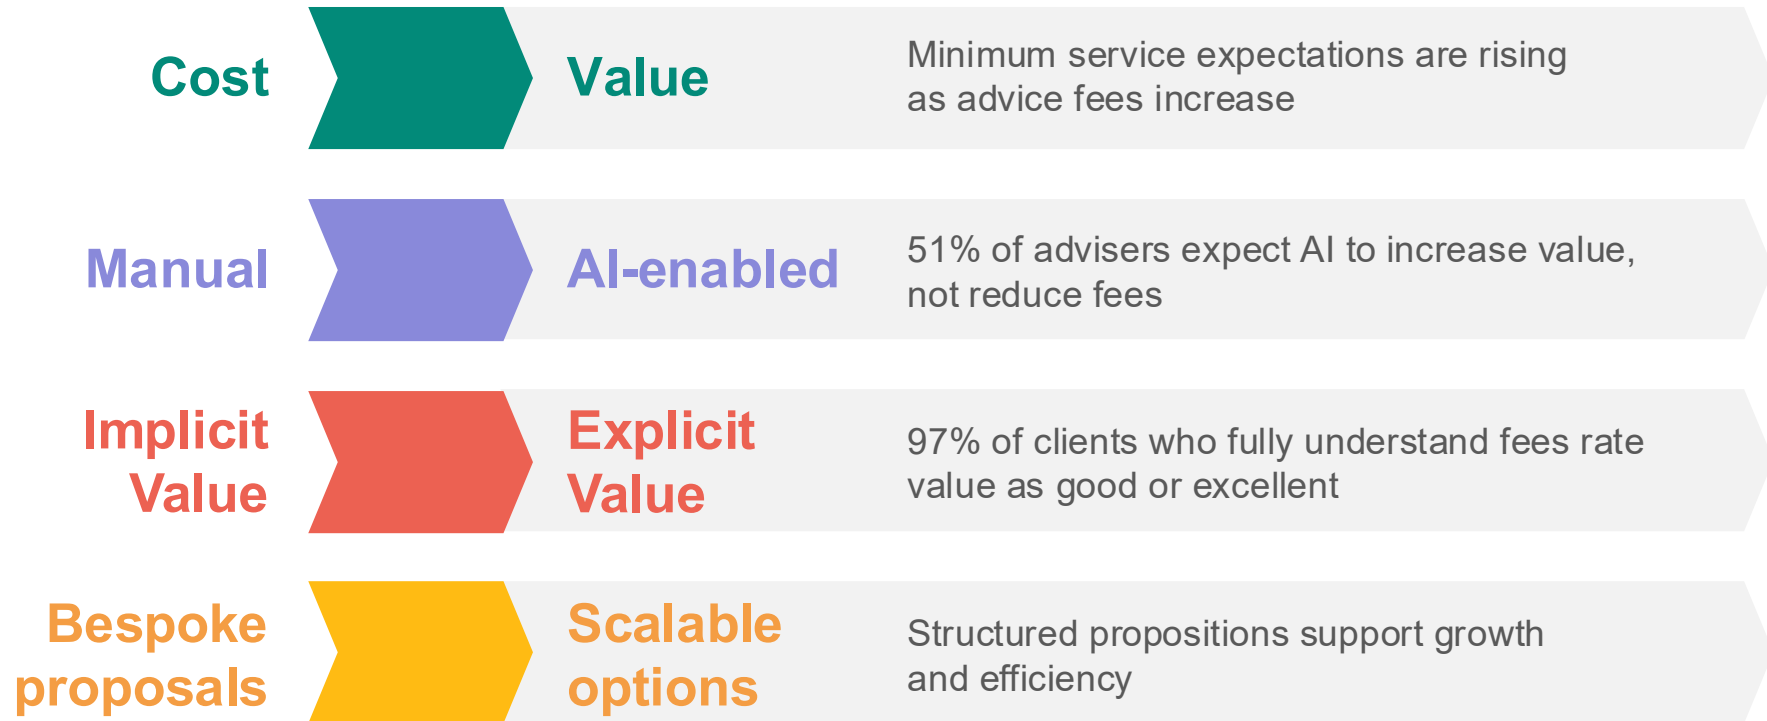 Cost
Value
Minimum service expectations are rising
as advice fees increase
Manual
AI-enabled
51% of advisers expect AI to increase value,
not reduce fees
Implicit
Value
Explicit
Value
97% of clients who fully understand fees rate
value as good or excellent
Bespoke
proposals
Scalable
options
Structured propositions support growth
and efficiency